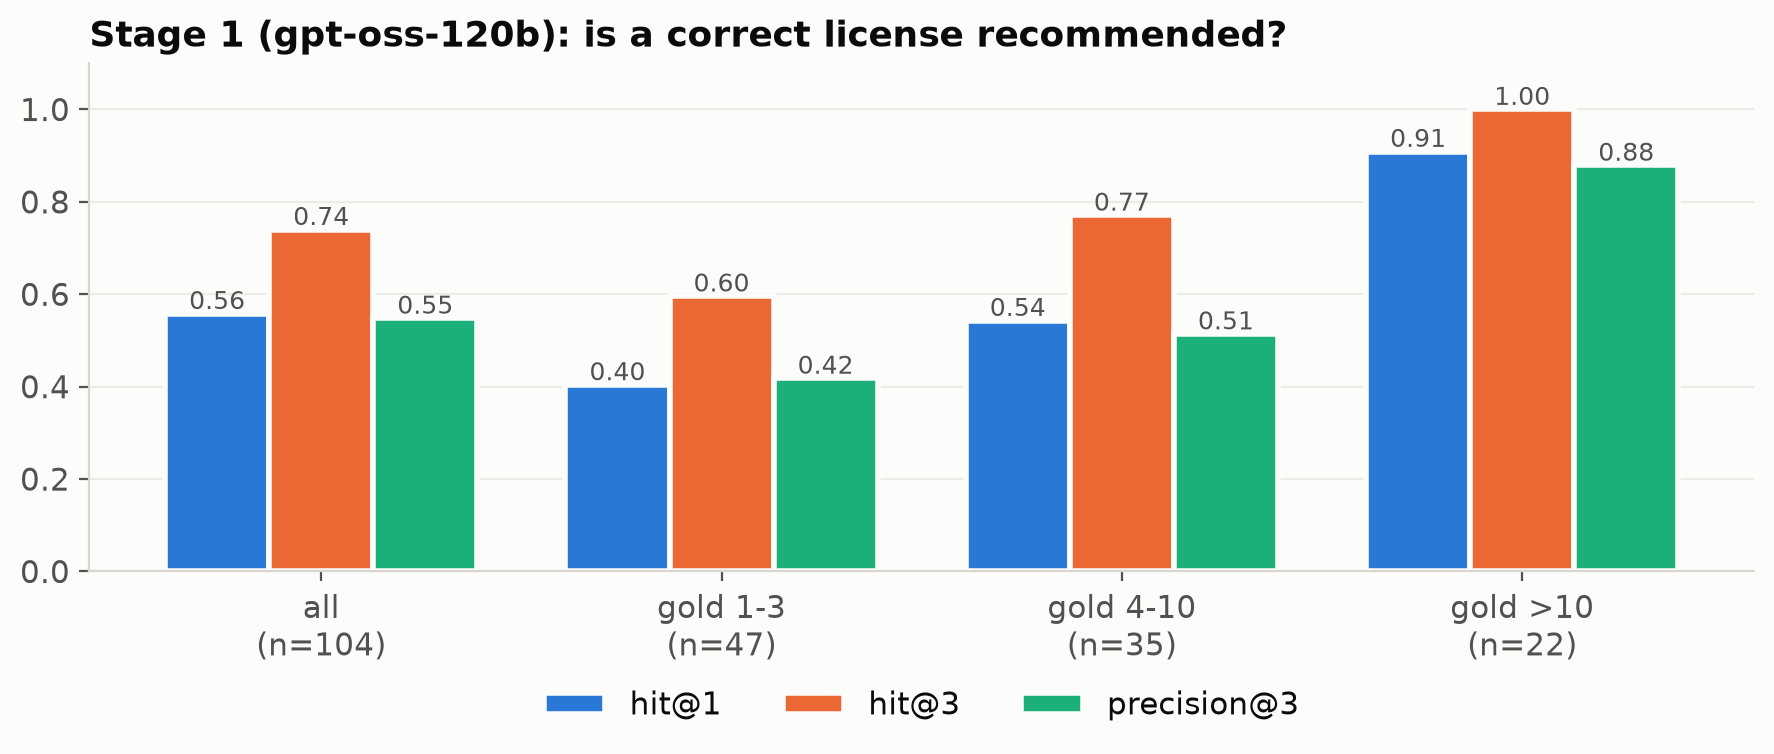 Stage 1 (gpt-oss-120b): is a correct license recommended?
1.0
0.8
0.6
0.4
0.2
0.0
0.56
0.74
0.55
0.40
0.60
0.42
0.54
0.77
0.51
0.91
1.00
0.88
all
(n=104)
gold 1-3
(n=47)
gold 4-10
(n=35)
gold >10
(n=22)
hit@1
hit@3
precision@3